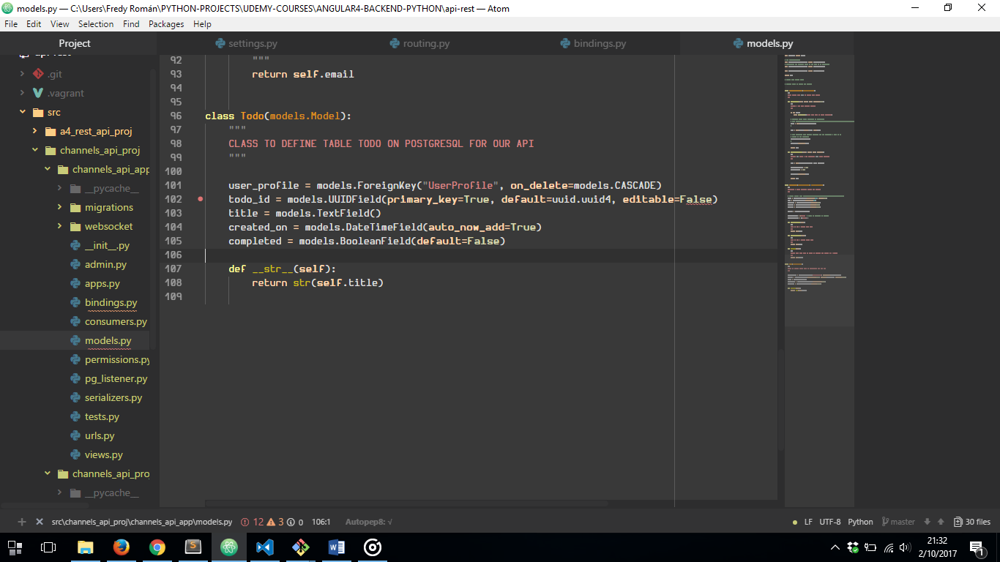 models.py — C:\Users\Fredy Román\PYTHON-PROJECTS\UDEMY-COURSES\ANGULAR4-BACKEND-PYTHON\api-rest — Atom
File Edit View Selection Find Packages Help
Project
settings.py
routing.py
bindings.py
models.py
.git
.vagrant
src
a4_rest_api_proj
channels_api_proj
channels_api_app
__pycache__
migrations
websocket
__init__.py
admin.py
apps.py
bindings.py
consumers.py
models.py
permissions.py
pg_listener.py
serializers.py
tests.py
urls.py
views.py
channels_api_pro
__pycache__
92 """
93 return self.email
94
95
96 class Todo(models.Model):
97 """
98 CLASS TO DEFINE TABLE TODO ON POSTGRESQL FOR OUR API
99 """
100
101 user_profile = models.ForeignKey("UserProfile", on_delete=models.CASCADE)
102 todo_id = models.UUIDField(primary_key=True, default=uuid.uuid4, editable=False)
103 title = models.TextField()
104 created_on = models.DateTimeField(auto_now_add=True)
105 completed = models.BooleanField(default=False)
106
107 def __str__(self):
108 return str(self.title)
109
src\channels_api_proj\channels_api_app\models.py 12 3 0 106:1 Autopep8: √
LF UTF-8 Python master 30 files
21:32
2/10/2017
1